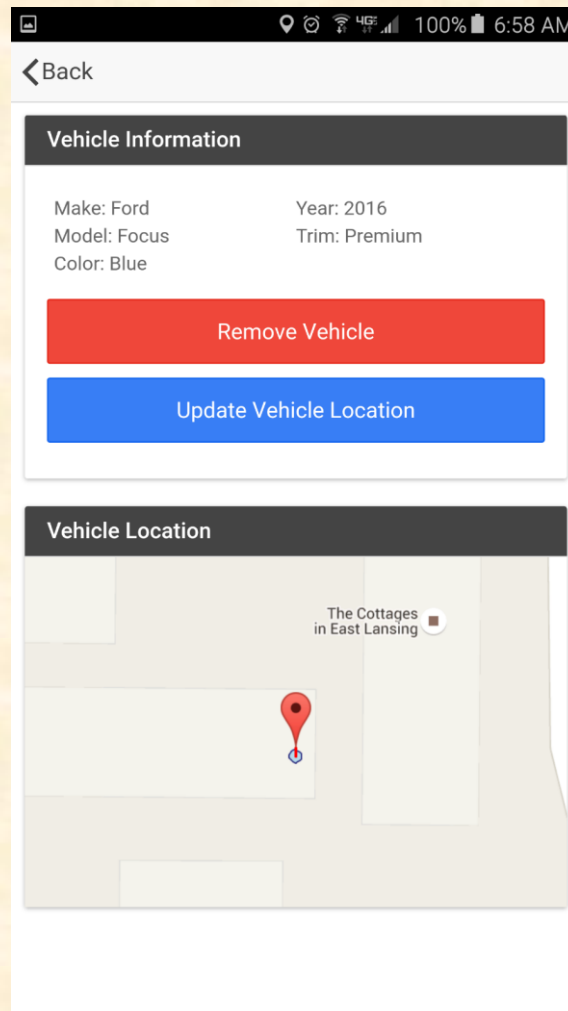 4G 100% 6:58 AM
Back
Vehicle Information
Make: Ford Year: 2016
Model: Focus Trim: Premium
Color: Blue
Remove Vehicle
Update Vehicle Location
Vehicle Location
The Cottages
in East Lansing